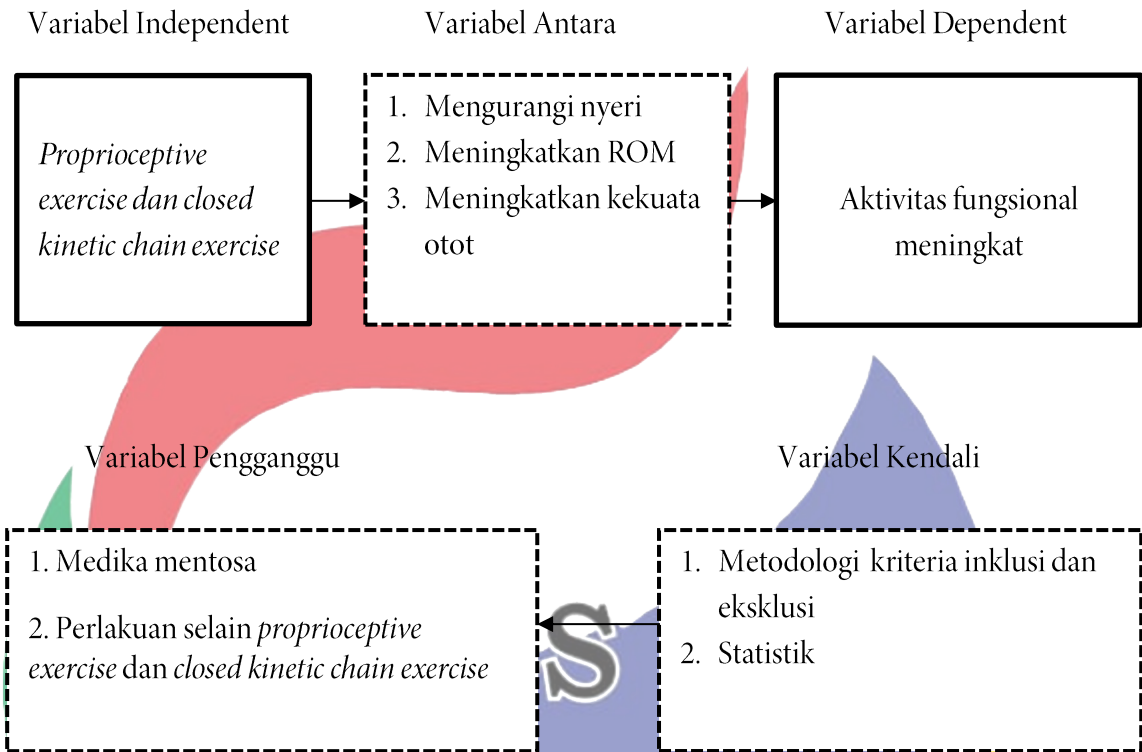 Variabel Independent
Variabel Antara
Variabel Dependent
Proprioceptive
exercise dan closed
kinetic chain exercise
1. Mengurangi nyeri
2. Meningkatkan ROM
3. Meningkatkan kekuata
otot
Aktivitas fungsional
meningkat
Variabel Pengganggu
Variabel Kendali
1. Medika mentosa
2. Perlakuan selain proprioceptive
exercise dan closed kinetic chain exercise
1. Metodologi kriteria inklusi dan
eksklusi
2. Statistik
S